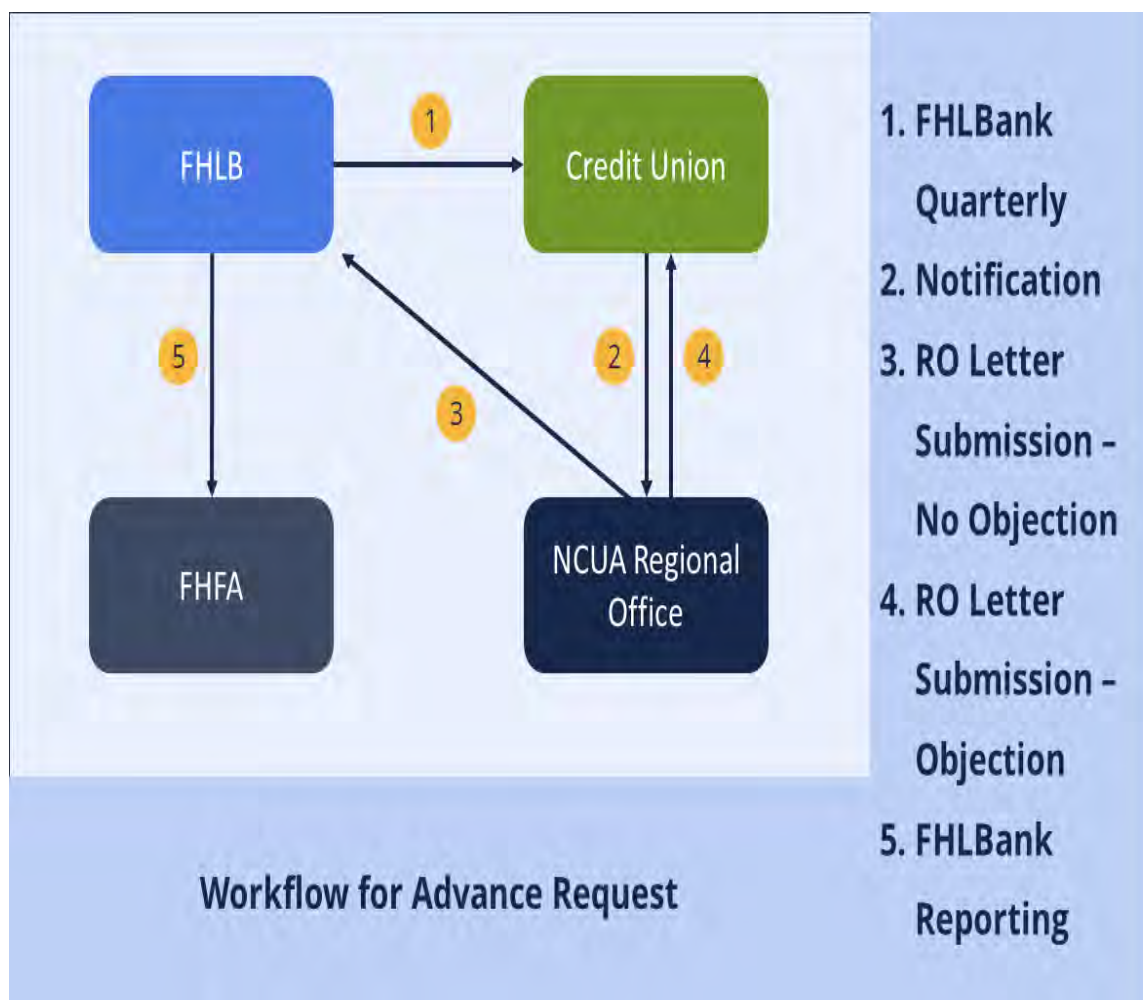 FHLB
1
Credit Union
5
2
4
3
FHFA
NCUA Regional
Office
Workflow for Advance Request
1. FHLBank
Quarterly
2. Notification
3. RO Letter
Submission –
No Objection
4. RO Letter
Submission –
Objection
5. FHLBank
Reporting